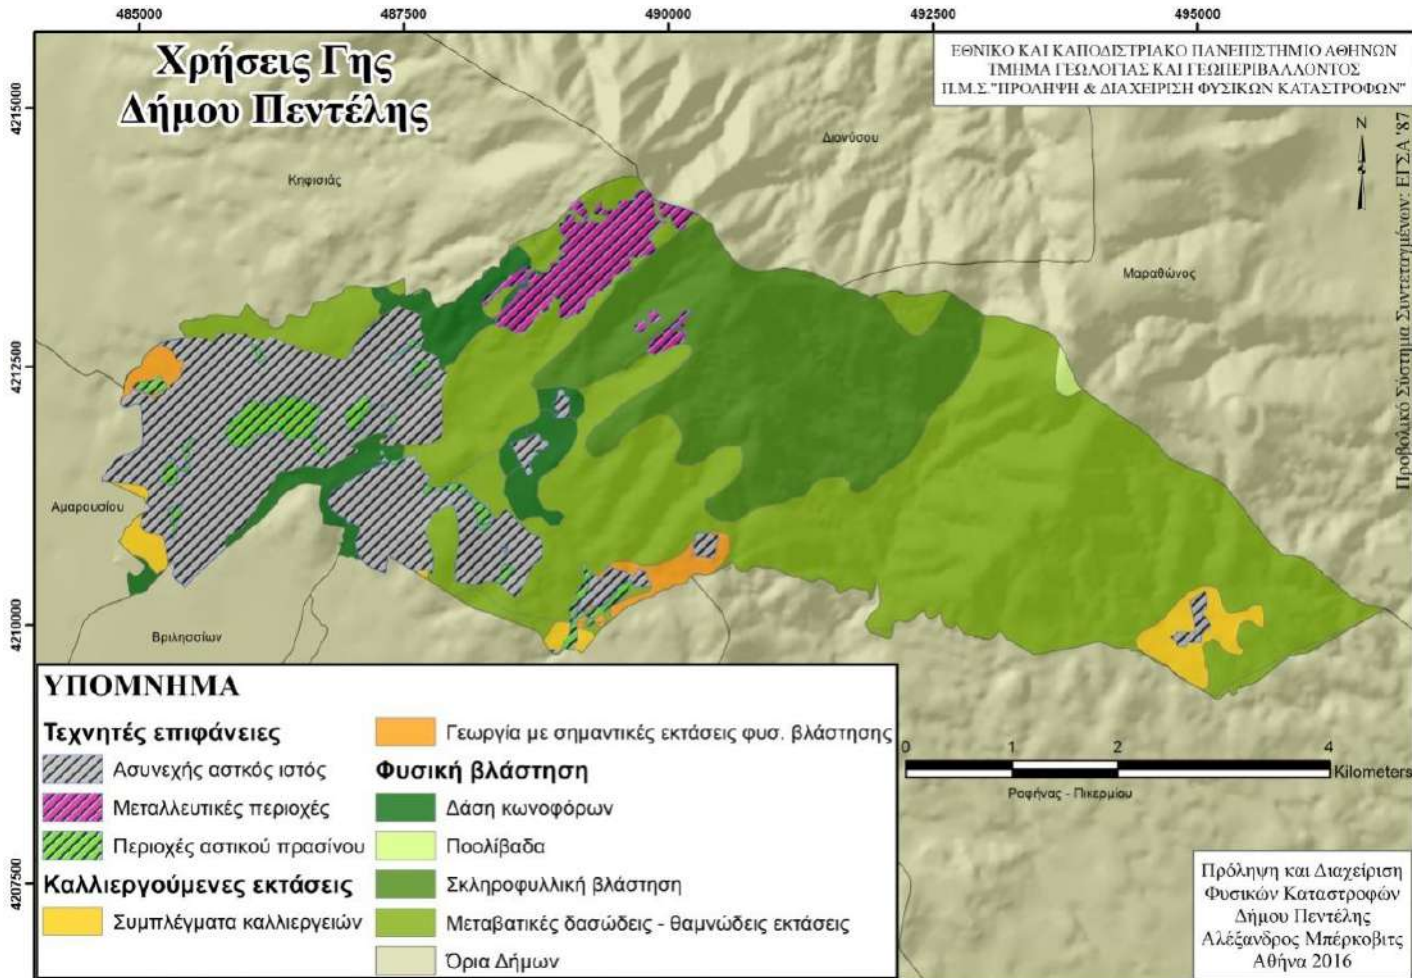 485000 487500 490000 492500 495000
Χρήσεις Γης
Δήμου Πεντέλης
ΕΘΝΙΚΟ ΚΑΙ ΚΑΠΟΔΙΣΤΡΙΑΚΟ ΠΑΝΕΠΙΣΤΗΜΙΟ ΑΘΗΝΩΝ
ΤΜΗΜΑ ΓΕΩΛΟΓΙΑΣ ΚΑΙ ΓΕΩΠΕΡΙΒΑΛΛΟΝΤΟΣ
Π.Μ.Σ."ΠΡΟΛΗΨΗ & ΔΙΑΧΕΙΡΙΣΗ ΦΥΣΙΚΩΝ ΚΑΤΑΣΤΡΟΦΩΝ"
4215000
4212500
4210000
4207500
N
Προβολικό Σύστημα Συντεταγμένων: ΕΓΣΑ '87
Διονύσου
Κηφισιάς
Μαραθώνος
Αμαρουσίου
Βριλησσίων
ΥΠΟΜΝΗΜΑ
Τεχνητές επιφάνειες
Ασυνεχής αστκός ιστός
Μεταλλευτικές περιοχές
Περιοχές αστικού πρασίνου
Καλλιεργούμενες εκτάσεις
Συμπλέγματα καλλιεργειών
Γεωργία με σημαντικές εκτάσεις φυσ. βλάστησης
Φυσική βλάστηση
Δάση κωνοφόρων
Ποολίβαδα
Σκληροφυλλική βλάστηση
Μεταβατικές δασώδεις - θαμνώδεις εκτάσεις
Όρια Δήμων
0 1 2 4
Kilometers
Ραφήνας - Πικερμίου
Πρόληψη και Διαχείριση
Φυσικών Καταστροφών
Δήμου Πεντέλης
Αλέξανδρος Μπέρκοβιτς
Αθήνα 2016